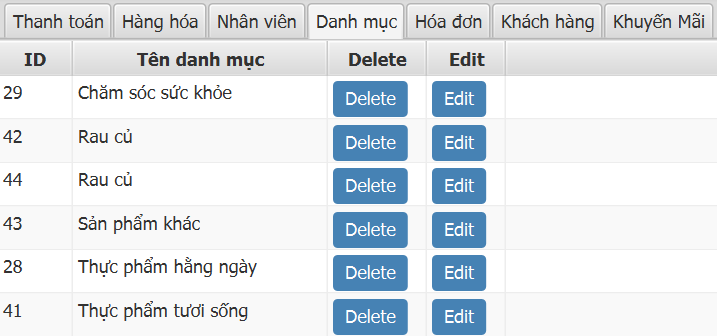 Thanh toán Hàng hóa Nhân viên Danh mục Hóa đơn Khách hàng Khuyến Mãi
ID Tên danh mục Delete Edit
29 Chăm sóc sức khỏe Delete Edit
42 Rau củ Delete Edit
44 Rau củ Delete Edit
43 Sản phẩm khác Delete Edit
28 Thực phẩm hằng ngày Delete Edit
41 Thực phẩm tươi sống Delete Edit